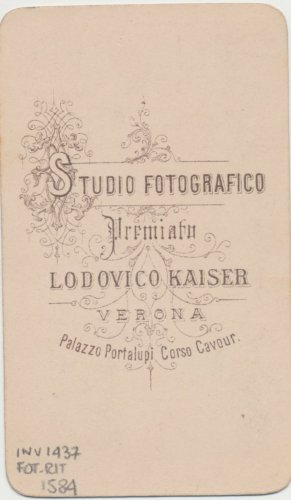 STUDIO FOTOGRAFICO
Premiato
LODOVICO KAISER
VERONA
Palazzo Portalupi Corso Cavour.
INV 1437
FOT.RIT
1584